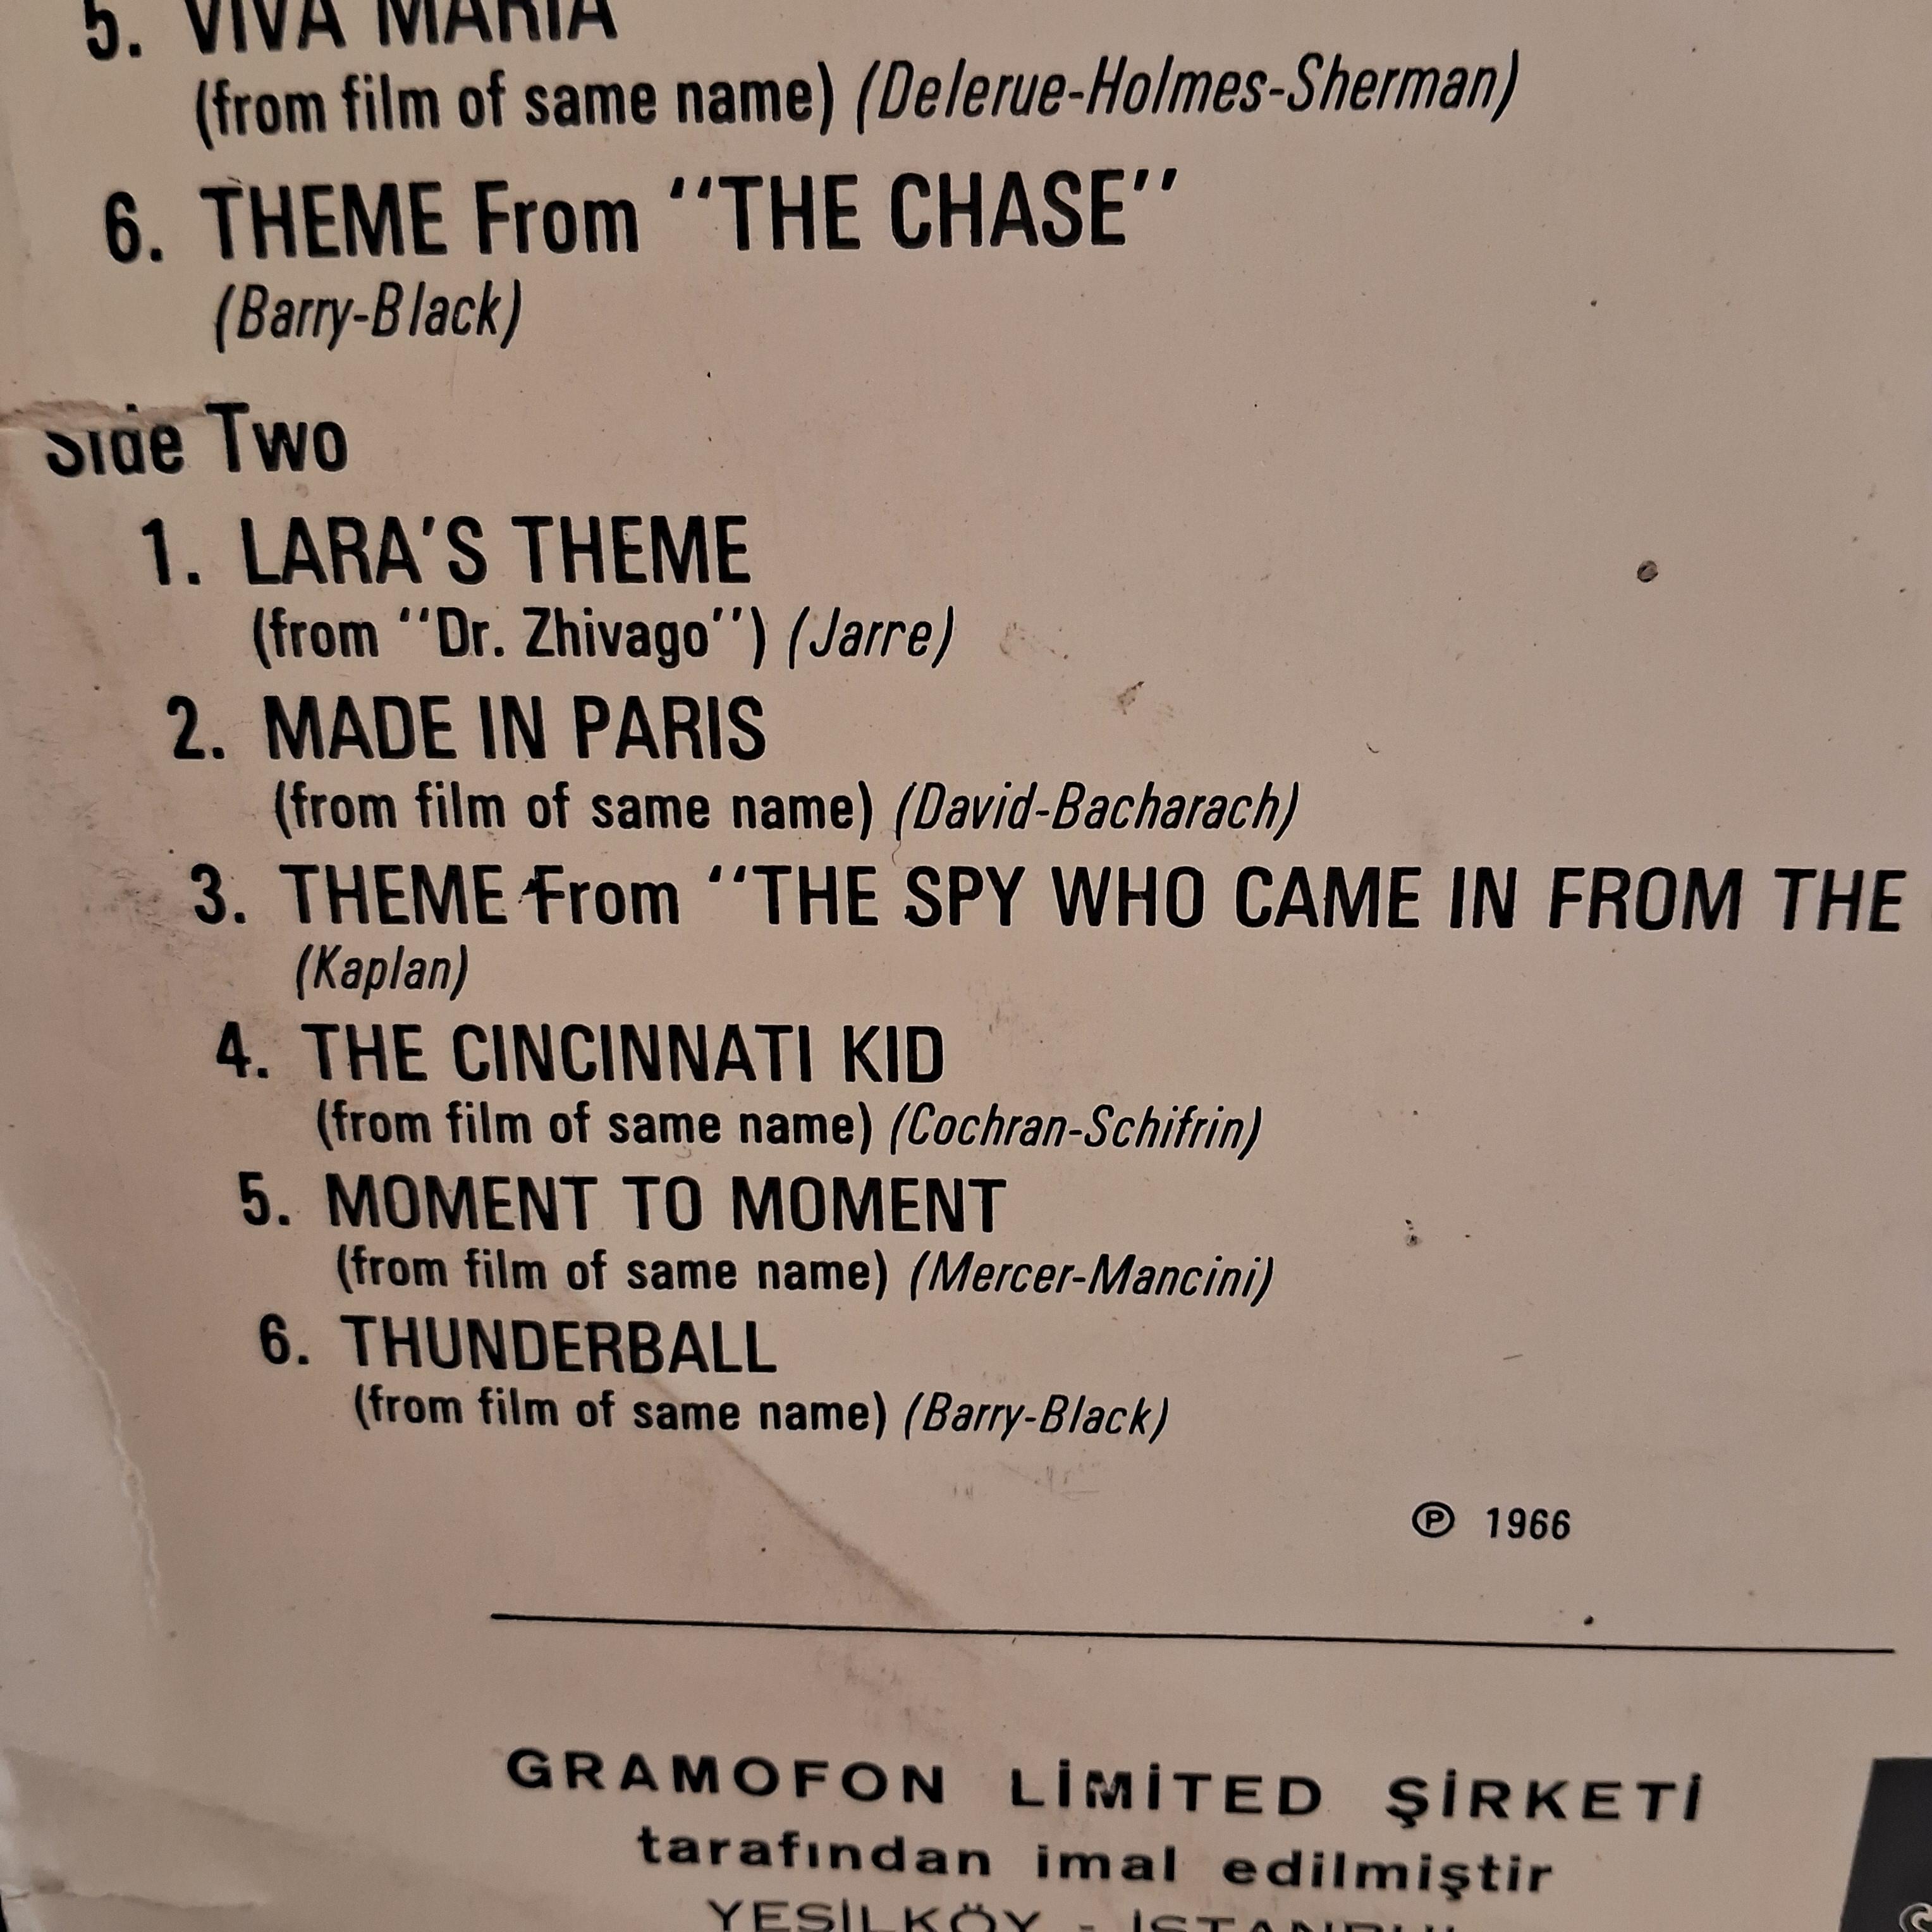 5. VIVA MARIA
(from film of same name) (Delerue-Holmes-Sherman)
6. THEME From "THE CHASE"
(Barry-Black)
Side Two
1. LARA'S THEME
(from "Dr. Zhivago") (Jarre)
2. MADE IN PARIS
(from film of same name) (David-Bacharach)
3. THEME From "THE SPY WHO CAME IN FROM THE
(Kaplan)
4. THE CINCINNATI KID
(from film of same name) (Cochran-Schifrin)
5. MOMENT TO MOMENT
(from film of same name) (Mercer-Mancini)
6. THUNDERBALL
(from film of same name) (Barry-Black)
℗ 1966
GRAMOFON LİMİTED ŞİRKETİ
tarafından imal edilmiştir
YEŞİLKÖY - İSTANBUL